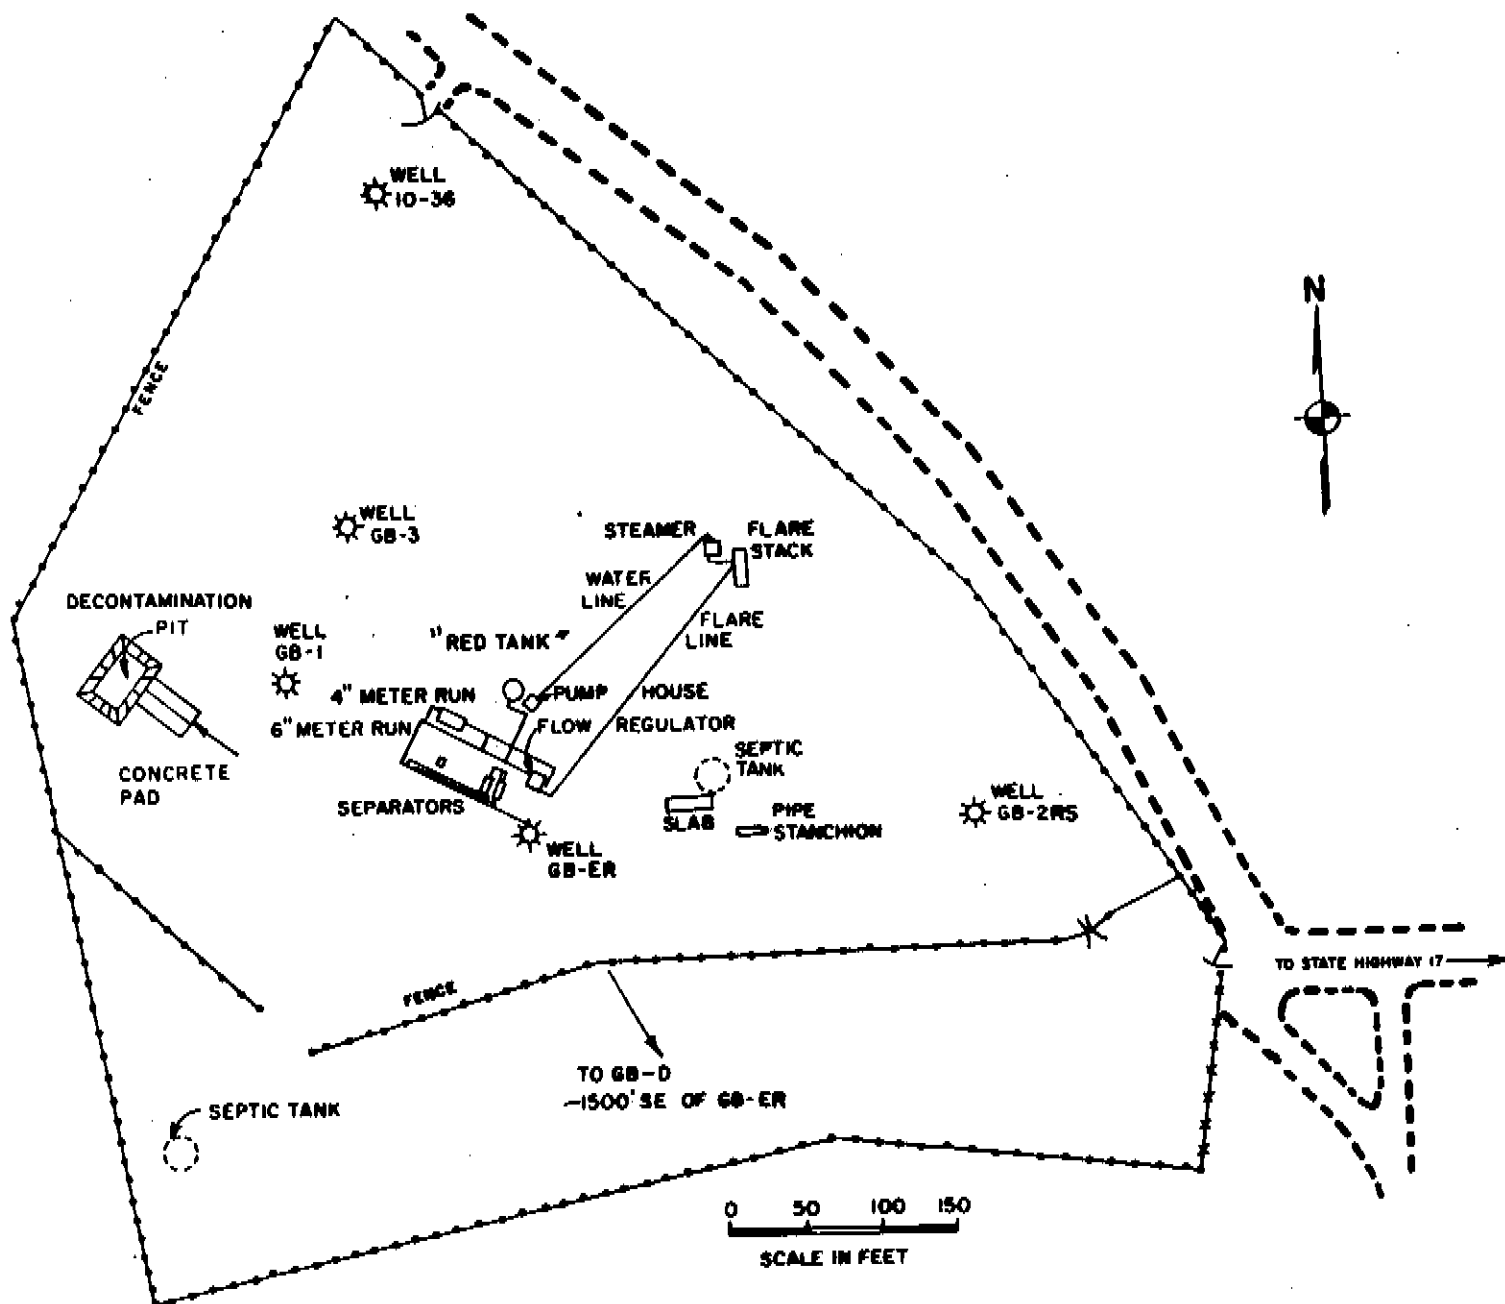 WELL
10-36
N
FENCE
WELL
GB-3
STEAMER
FLARE
STACK
WATER
LINE
DECONTAMINATION
PIT
WELL
GB-1
"RED TANK"
FLARE
LINE
4" METER RUN
PUMP HOUSE
6" METER RUN
FLOW REGULATOR
SEPTIC
TANK
CONCRETE
PAD
SEPARATORS
SLAB
PIPE
STANCHION
WELL
GB-2RS
WELL
GB-ER
TO STATE HIGHWAY 17
FENCE
TO GB-D
~1500' SE OF GB-ER
SEPTIC TANK
0 50 100 150
SCALE IN FEET